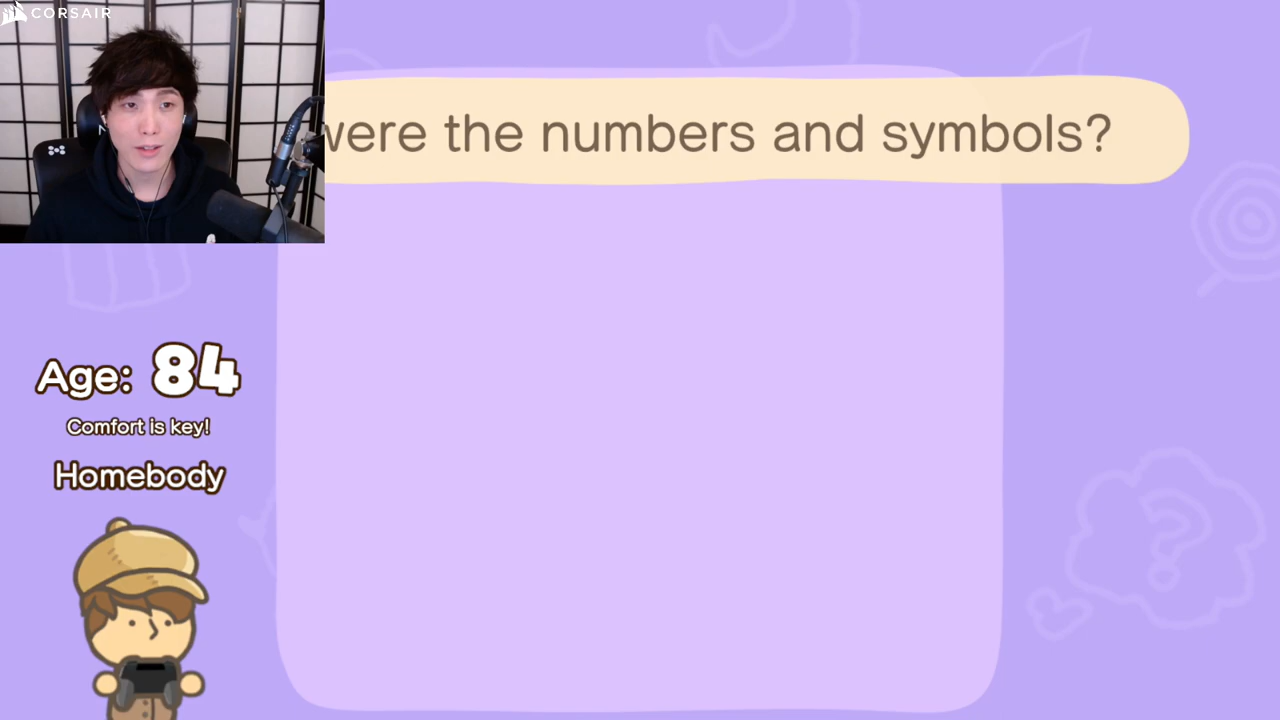 CORSAIR
were the numbers and symbols?
Age: 84
Comfort is key!
Homebody